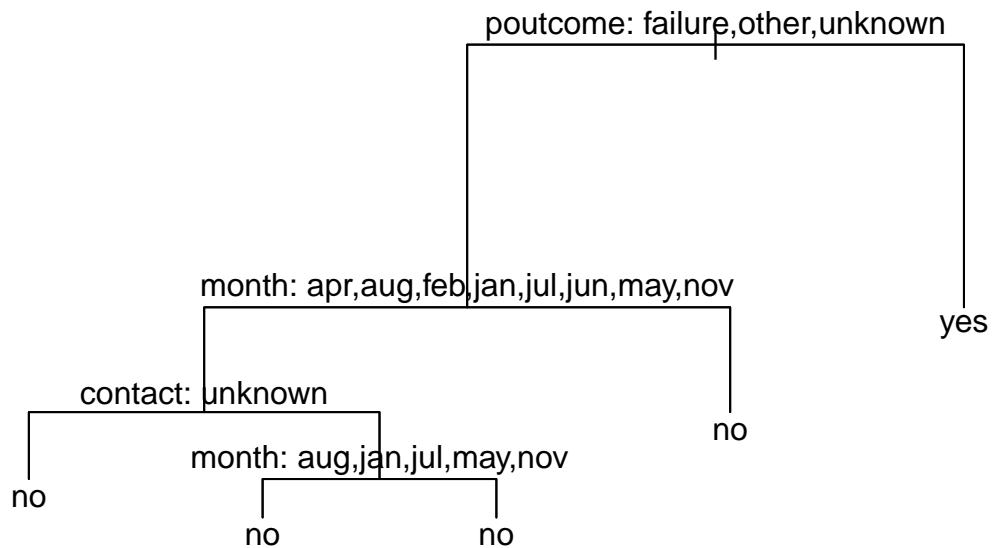 poutcome: failure,other,unknown
month: apr,aug,feb,jan,jul,jun,may,nov
yes
contact: unknown
no
month: aug,jan,jul,may,nov
no
no
no